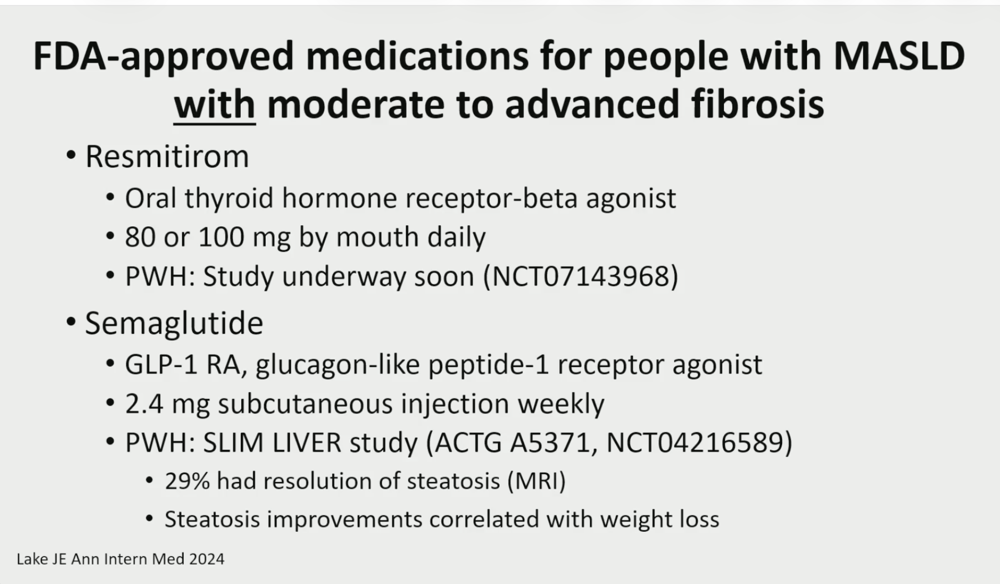 FDA-approved medications for people with MASLD
with moderate to advanced fibrosis
• Resmitirom
• Oral thyroid hormone receptor-beta agonist
• 80 or 100 mg by mouth daily
• PWH: Study underway soon (NCT07143968)
• Semaglutide
• GLP-1 RA, glucagon-like peptide-1 receptor agonist
• 2.4 mg subcutaneous injection weekly
• PWH: SLIM LIVER study (ACTG A5371, NCT04216589)
• 29% had resolution of steatosis (MRI)
• Steatosis improvements correlated with weight loss
Lake JE Ann Intern Med 2024